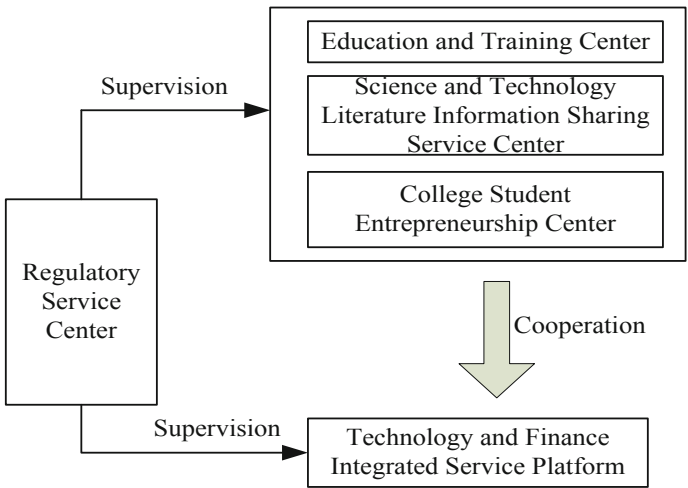 Education and Training Center
Supervision
Science and Technology
Literature Information Sharing
Service Center
College Student
Entrepreneurship Center
Regulatory
Service
Center
Cooperation
Supervision
Technology and Finance
Integrated Service Platform